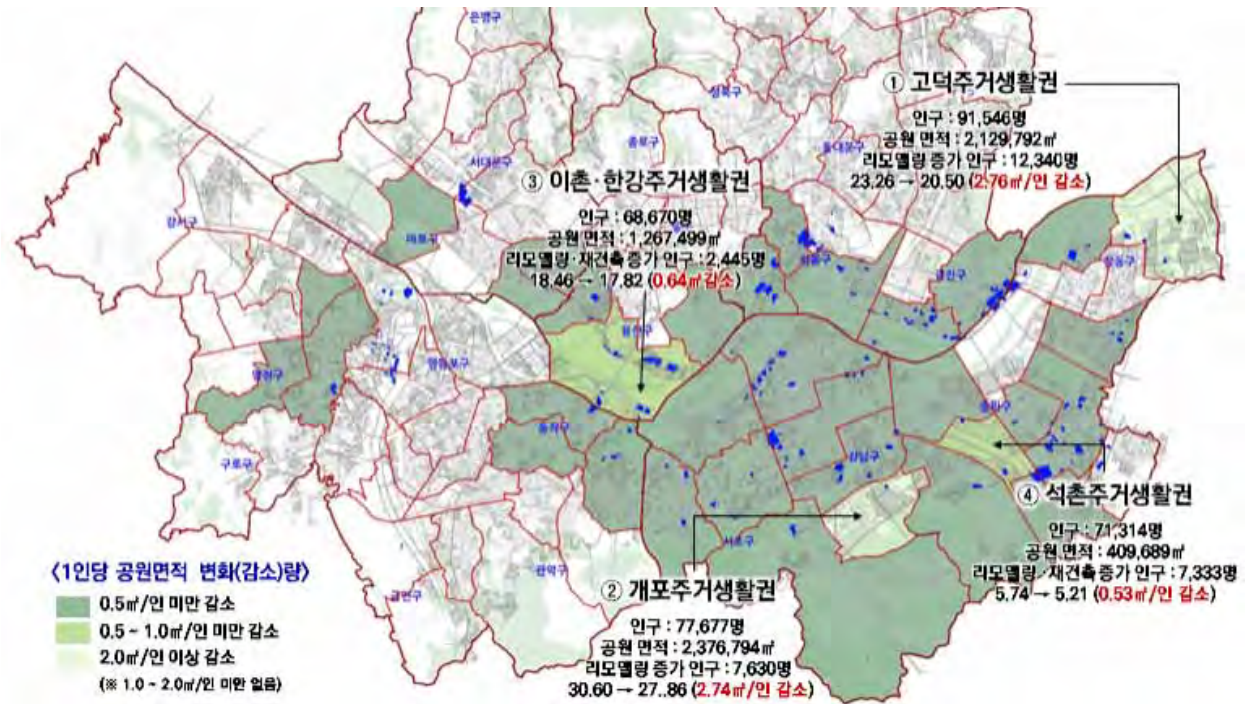 은평구
성북구
종로구
동대문구
서대문구
강서구
마포구
성동구
광진구
강동구
용산구
양천구
영등포구
송파구
동작구
강남구
구로구
서초구
관악구
금천구
① 고덕주거생활권
인구 : 91,546명
공원 면적 : 2,129,792㎡
리모델링 증가 인구 : 12,340명
23.26 → 20.50 (2.76㎡/인 감소)
③ 이촌·한강주거생활권
인구 : 68,670명
공원 면적 : 1,267,499㎡
리모델링·재건축 증가 인구 : 2,445명
18.46 → 17.82 (0.64㎡감소)
④ 석촌주거생활권
인구 : 71,314명
공원 면적 : 409,689㎡
리모델링·재건축 증가 인구 : 7,333명
5.74 → 5.21 (0.53㎡/인 감소)
② 개포주거생활권
인구 : 77,677명
공원 면적 : 2,376,794㎡
리모델링 증가 인구 : 7,630명
30.60 → 27..86 (2.74㎡/인 감소)
〈1인당 공원면적 변화(감소)량〉
0.5㎡/인 미만 감소
0.5 ~ 1.0㎡/인 미만 감소
2.0㎡/인 이상 감소
(※ 1.0 ~ 2.0㎡/인 미만 없음)